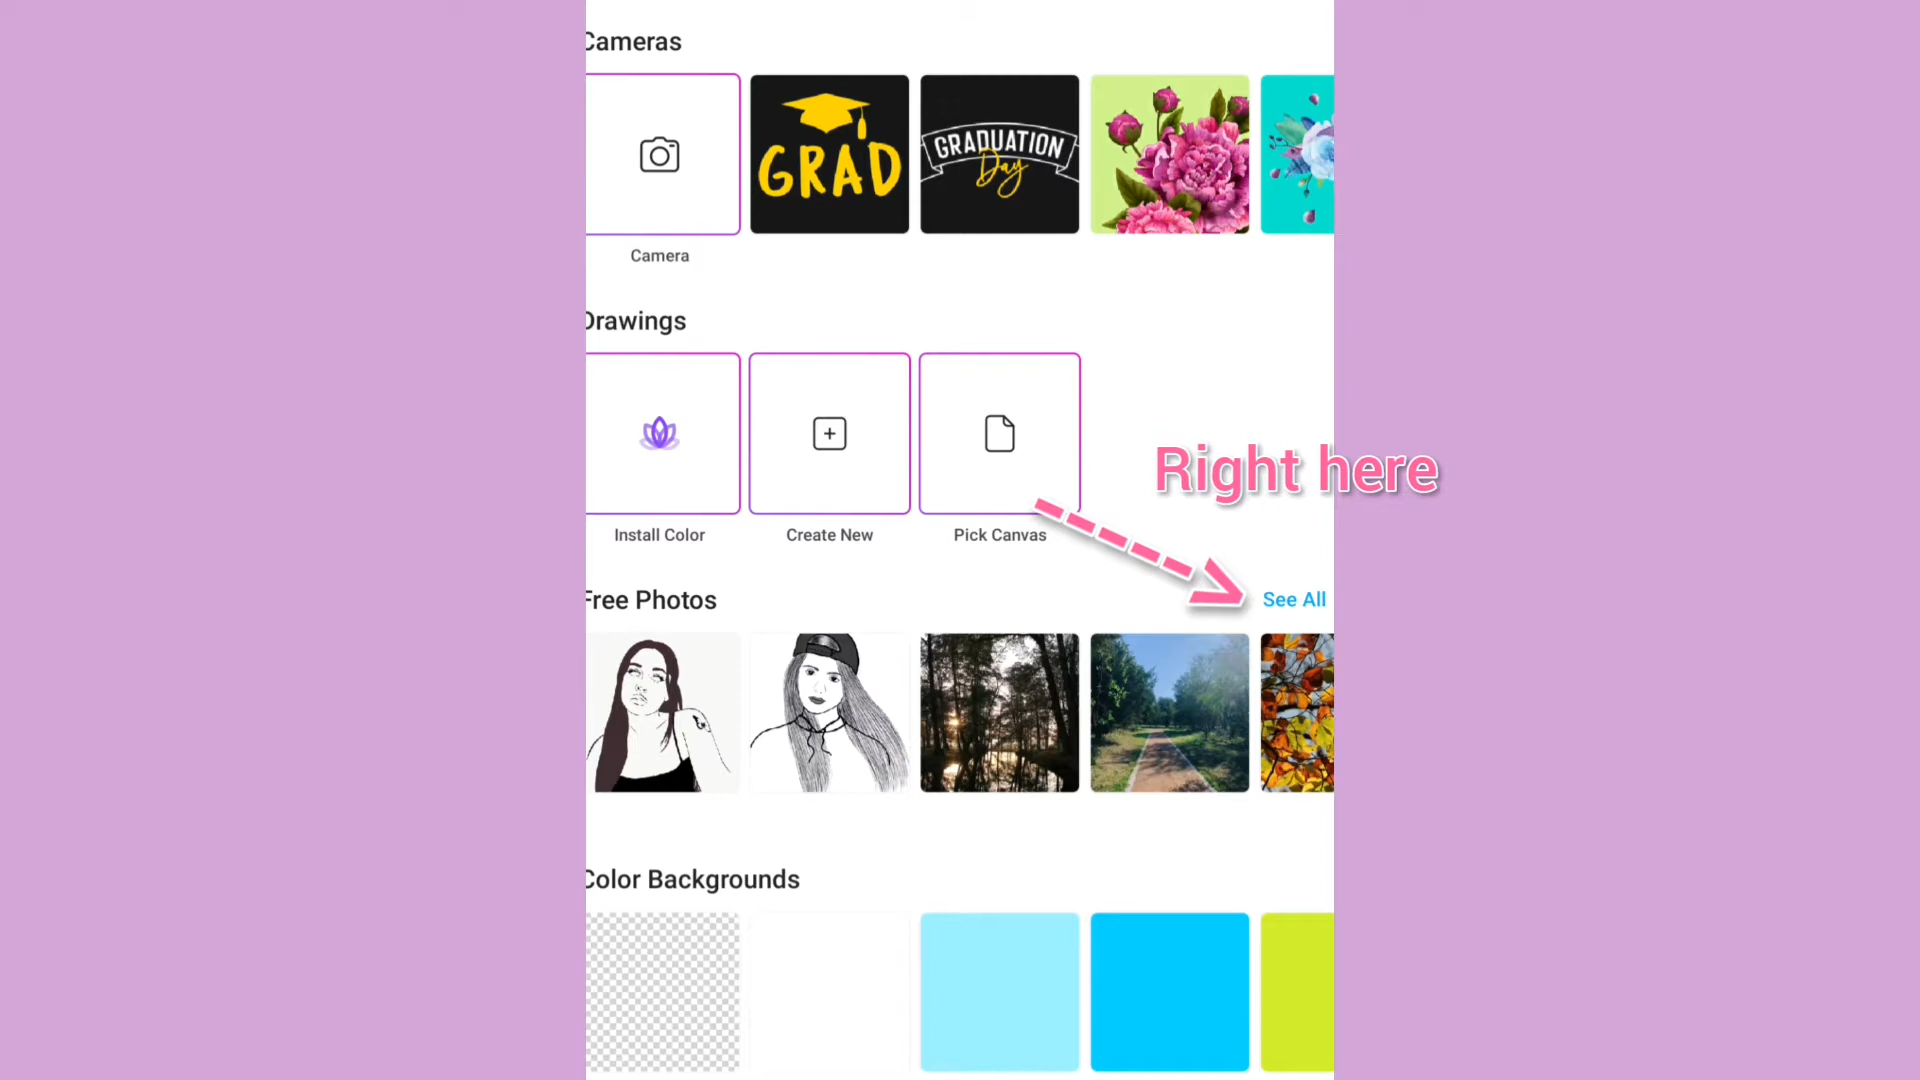 Cameras
GRAD
GRADUATION
Day
Camera
Drawings
Right here
Install Color
Create New
Pick Canvas
Free Photos
See All
Color Backgrounds